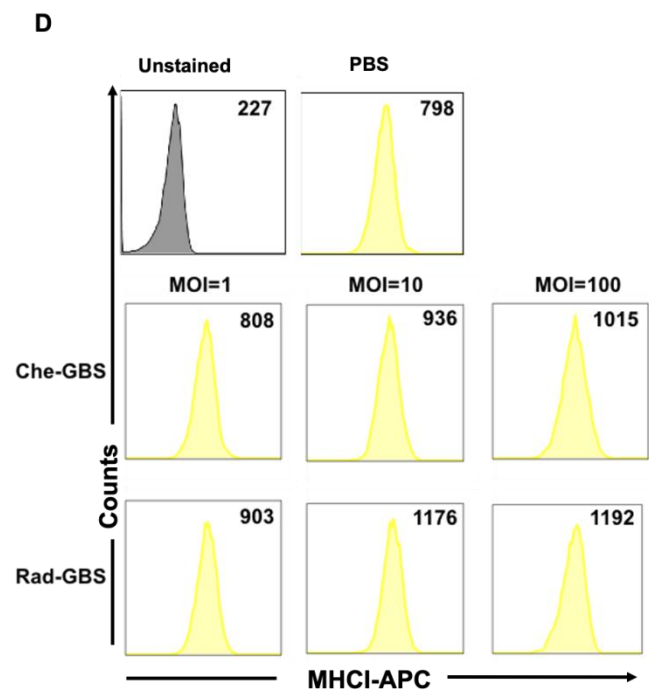 D
Unstained PBS
227 798
MOI=1 MOI=10 MOI=100
808 936 1015
Che-GBS
Counts
903 1176 1192
Rad-GBS
MHCI-APC